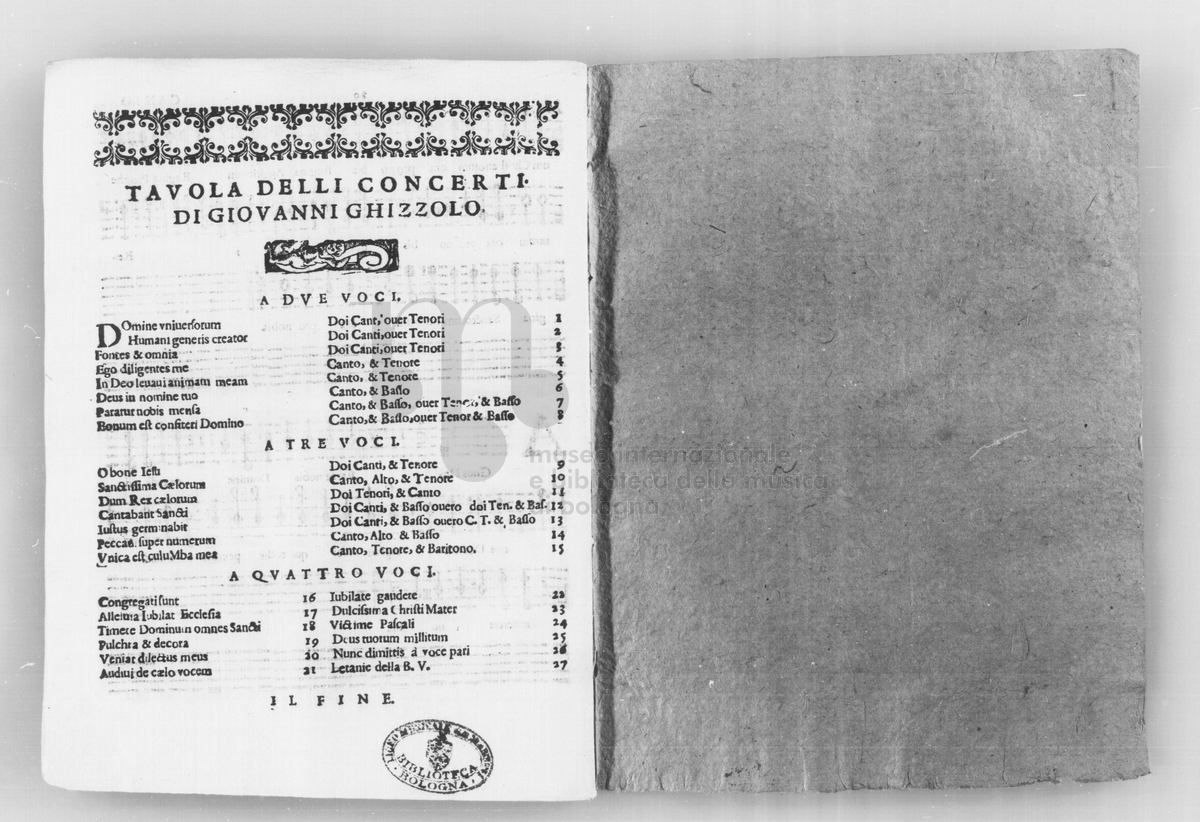 TAVOLA DELLI CONCERTI.
DI GIOVANNI GHIZZOLO.
A DVE VOCI.
DOmine vniuersorum Doi Canti, ouer Tenori 1
Humani generis creator Doi Canti, ouer Tenori 2
Fontes & omnia Doi Canti, ouer Tenori 3
Ego diligentes me Canto, & Tenore 4
In Deo leuaui animam meam Canto, & Tenore 5
Deus in nomine tuo Canto, & Basso 6
Paratur nobis mensa Canto, & Basso, ouer Tenor, & Basso 7
Bonum est confiteri Domino Canto, & Basso, ouer Tenor & Basso 8
A TRE VOCI.
O bone Iesu Doi Canti, & Tenore 9
Sanctissima Cælorum Canto, Alto, & Tenore 10
Dum Rex cælorum Doi Tenori, & Canto 11
Cantabant Sancti Doi Canti, & Basso ouero doi Ten. & Bas. 12
Iustus germinabit Doi Canti, & Basso ouero C. T. & Basso 13
Peccaui super numerum Canto, Alto & Basso 14
Vnica est culuMba mea Canto, Tenore, & Baritono. 15
A QVATTRO VOCI.
Congregati sunt 16 Iubilate gaudete 22
Alleluia Iubilat Ecclesia 17 Dulcissima Christi Mater 23
Timete Dominum omnes Sancti 18 Victime Pascali 24
Pulchra & decora 19 Deus tuorum millitum 25
Veniat dilectus meus 20 Nunc dimittis à voce pari 26
Audiui de cælo vocem 21 Letanie della B. V. 27
IL FINE.
BIBLIOTECA
BOLOGNA
museo internazionale
e biblioteca della musica
di bologna